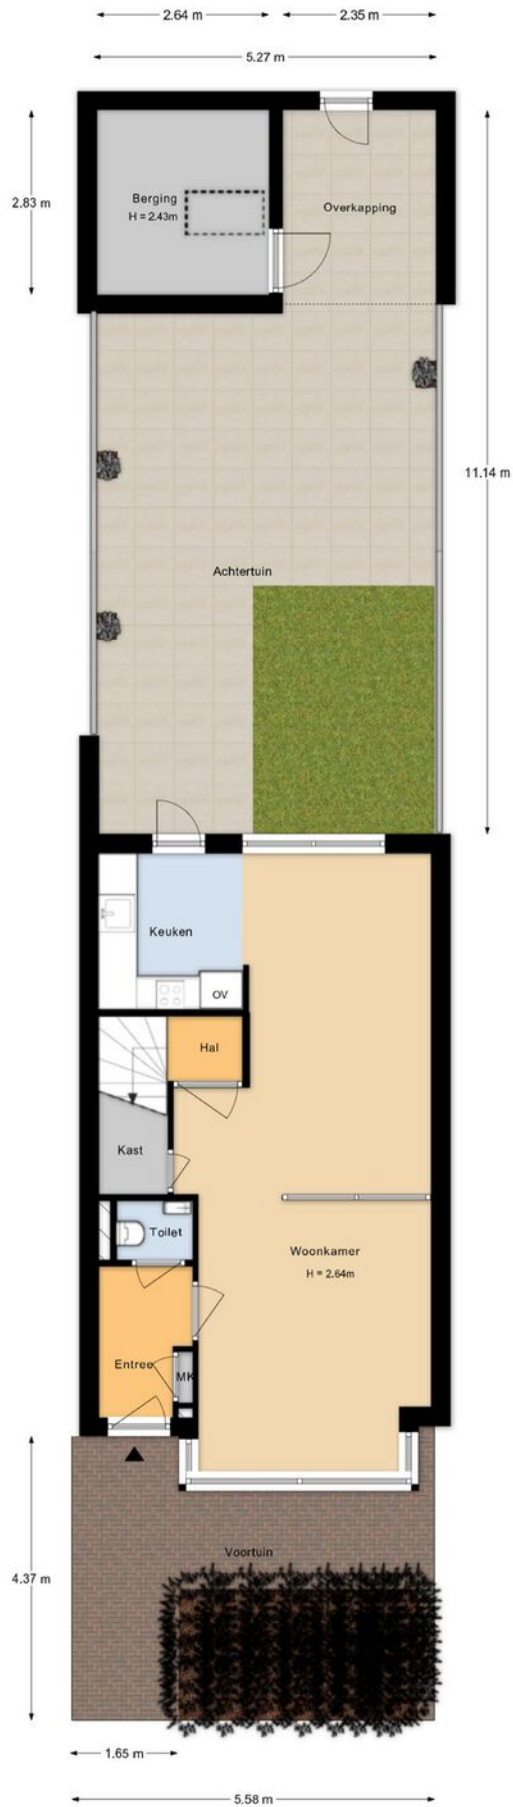 2.64 m
2.35 m
5.27 m
2.83 m
Berging
H = 2.43m
Overkapping
11.14 m
Achtertuin
Keuken
OV
Hal
Kast
Toilet
Woonkamer
H = 2.64m
Entree
MK
Voortuin
4.37 m
1.65 m
5.58 m